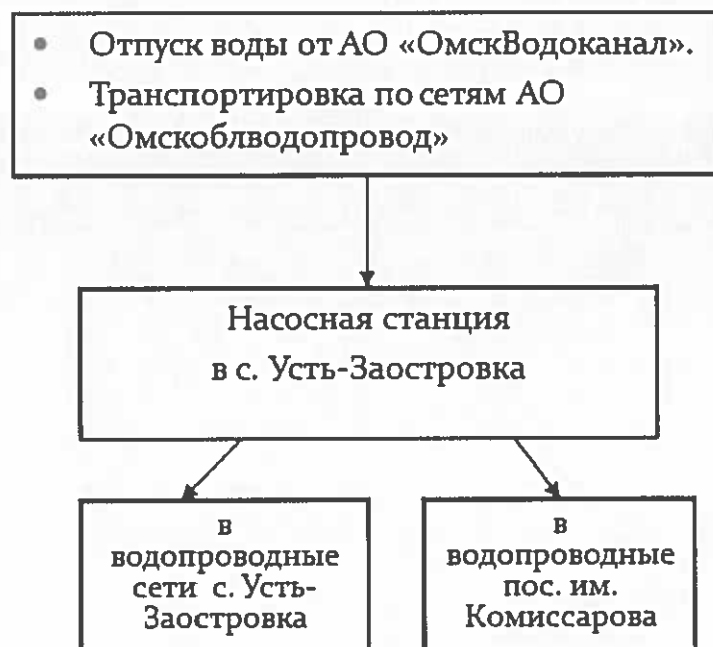 • Отпуск воды от АО «ОмскВодоканал».
• Транспортировка по сетям АО
«Омскоблводопровод»
Насосная станция
в с. Усть-Заостровка
в
водопроводные
сети с. Усть-
Заостровка
в
водопроводные
пос. им.
Комиссарова